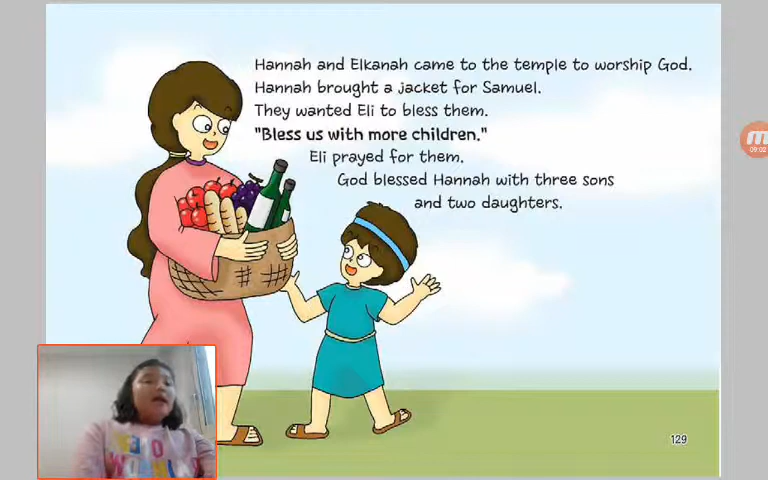 Hannah and Elkanah came to the temple to worship God.
Hannah brought a jacket for Samuel.
They wanted Eli to bless them.
"Bless us with more children."
Eli prayed for them.
God blessed Hannah with three sons
and two daughters.
129
09:02